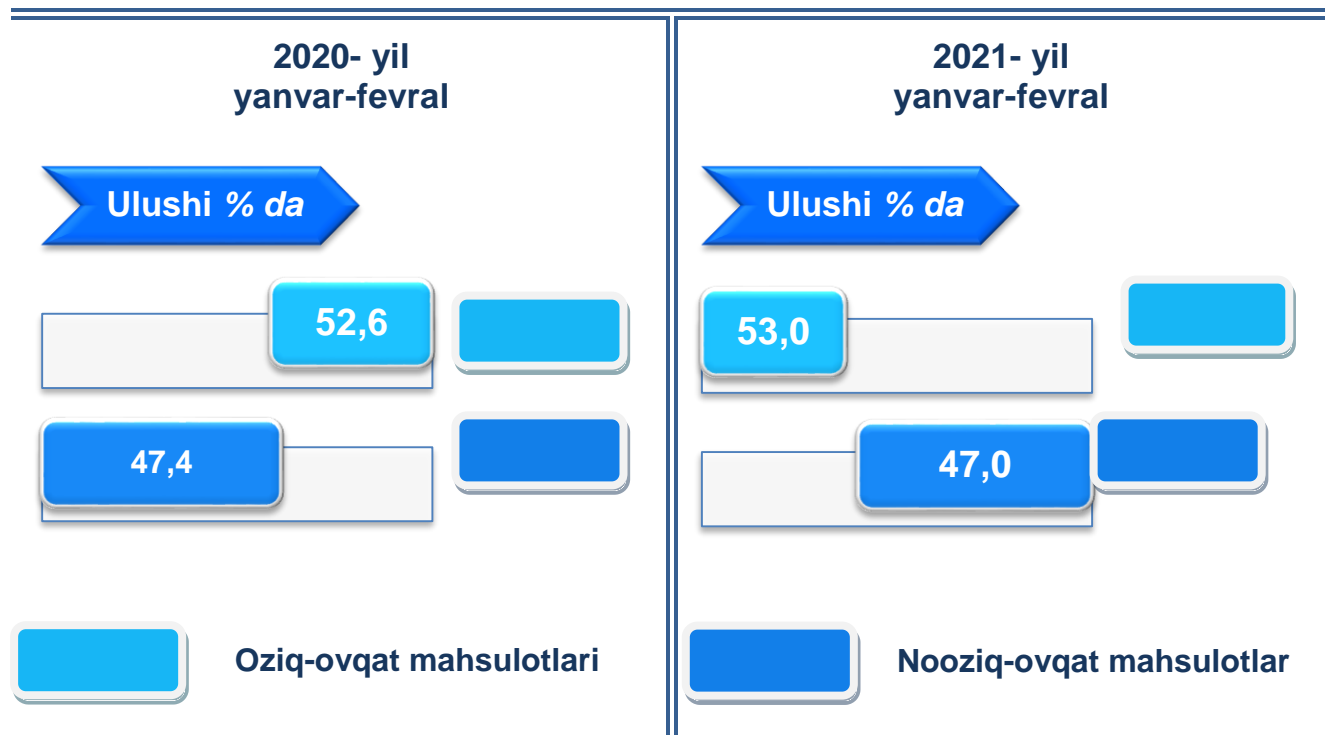 2020- yil
yanvar-fevral
Ulushi % da
52,6
47,4
2021- yil
yanvar-fevral
Ulushi % da
53,0
47,0
Oziq-ovqat mahsulotlari
Nooziq-ovqat mahsulotlar